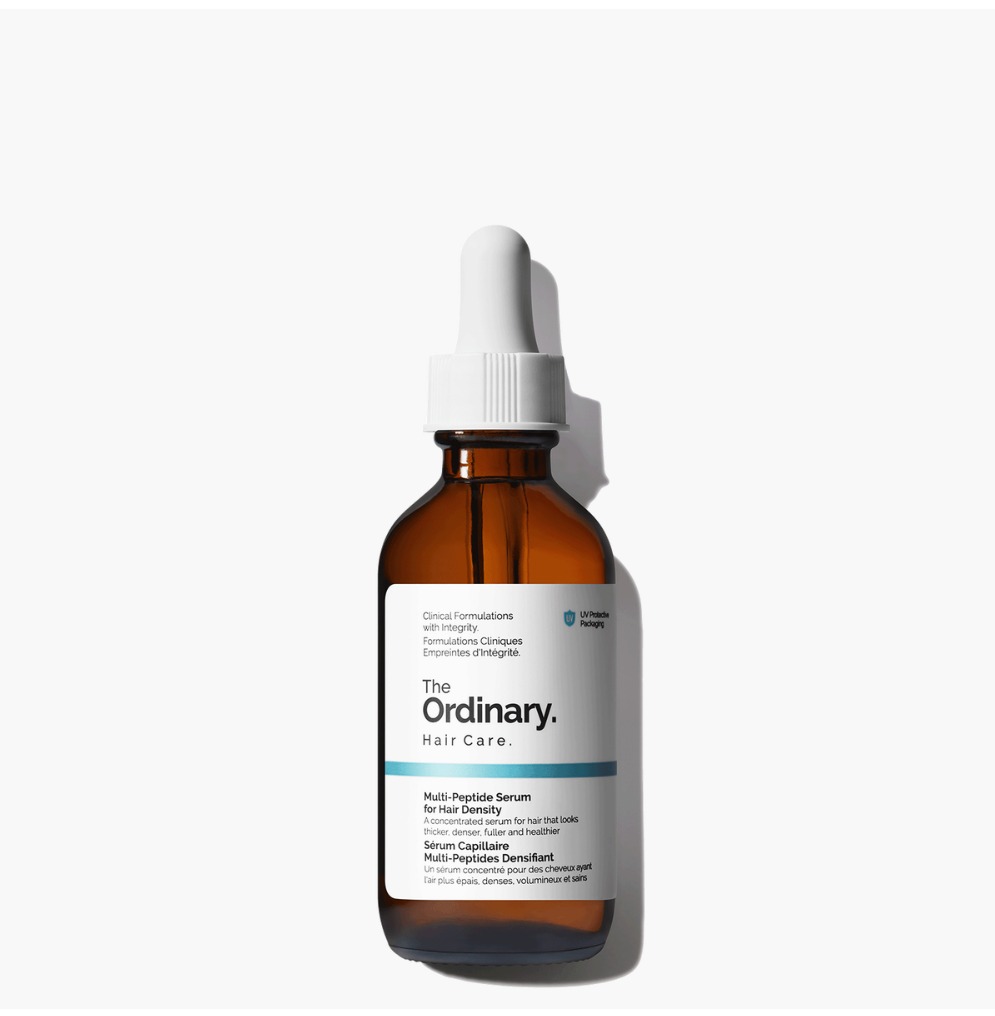 Clinical Formulations
with Integrity.
Formulations Cliniques
Empreintes d'Intégrité.
UV
UV Protective
Packaging
The
Ordinary.
Hair Care.
Multi-Peptide Serum
for Hair Density
A concentrated serum for hair that looks
thicker, denser, fuller and healthier
Sérum Capillaire
Multi-Peptides Densifiant
Un sérum concentré pour des cheveux ayant
l'air plus épais, denses, volumineux et sains